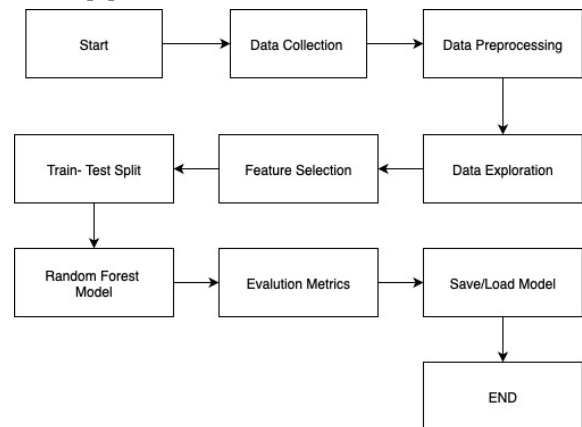 Start
Data Collection
Data Preprocessing
Data Exploration
Feature Selection
Train- Test Split
Random Forest
Model
Evalution Metrics
Save/Load Model
END